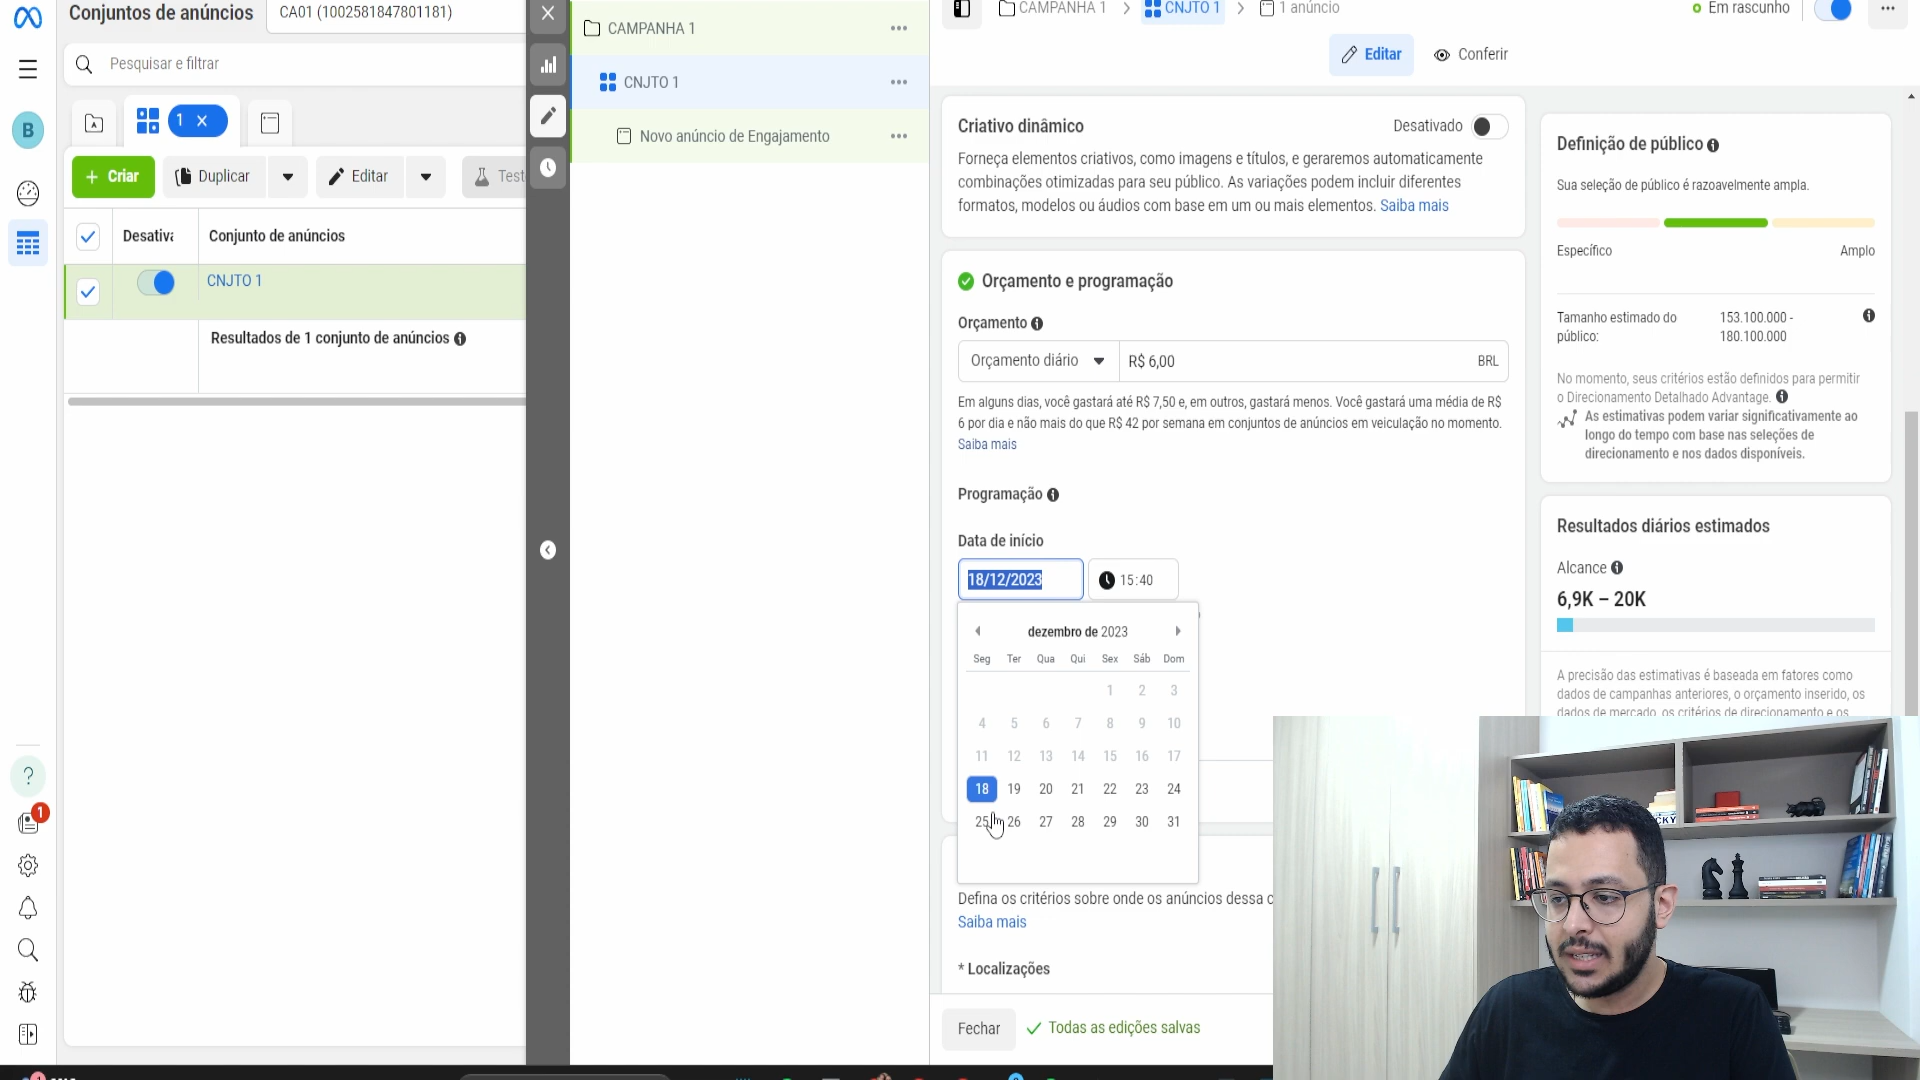 Conjuntos de anúncios
CA01 (1002581847801181)
Pesquisar e filtrar
B
1
Criar
Duplicar
Editar
Test
Desativa
Conjunto de anúncios
CNJTO 1
Resultados de 1 conjunto de anúncios
?
1
CAMPANHA 1
CNJTO 1
Novo anúncio de Engajamento
CAMPANHA 1
CNJTO 1
1 anúncio
Em rascunho
Editar
Conferir
Criativo dinâmico
Desativado
Forneça elementos criativos, como imagens e títulos, e geraremos automaticamente
combinações otimizadas para seu público. As variações podem incluir diferentes
formatos, modelos ou áudios com base em um ou mais elementos. Saiba mais
Orçamento e programação
Orçamento
Orçamento diário
R$ 6,00
BRL
Em alguns dias, você gastará até R$ 7,50 e, em outros, gastará menos. Você gastará uma média de R$
6 por dia e não mais do que R$ 42 por semana em conjuntos de anúncios em veiculação no momento.
Saiba mais
Programação
Data de início
18/12/2023
15:40
dezembro de 2023
Seg Ter Qua Qui Sex Sáb Dom
1 2 3
4 5 6 7 8 9 10
11 12 13 14 15 16 17
18 19 20 21 22 23 24
25 26 27 28 29 30 31
Defina os critérios sobre onde os anúncios dessa c
Saiba mais
* Localizações
Fechar
Todas as edições salvas
Definição de público
Sua seleção de público é razoavelmente ampla.
Específico
Amplo
Tamanho estimado do
público:
153.100.000 -
180.100.000
No momento, seus critérios estão definidos para permitir
o Direcionamento Detalhado Advantage.
As estimativas podem variar significativamente ao
longo do tempo com base nas seleções de
direcionamento e nos dados disponíveis.
Resultados diários estimados
Alcance
6,9K – 20K
A precisão das estimativas é baseada em fatores como
dados de campanhas anteriores, o orçamento inserido, os
dados de mercado, os critérios de direcionamento e os